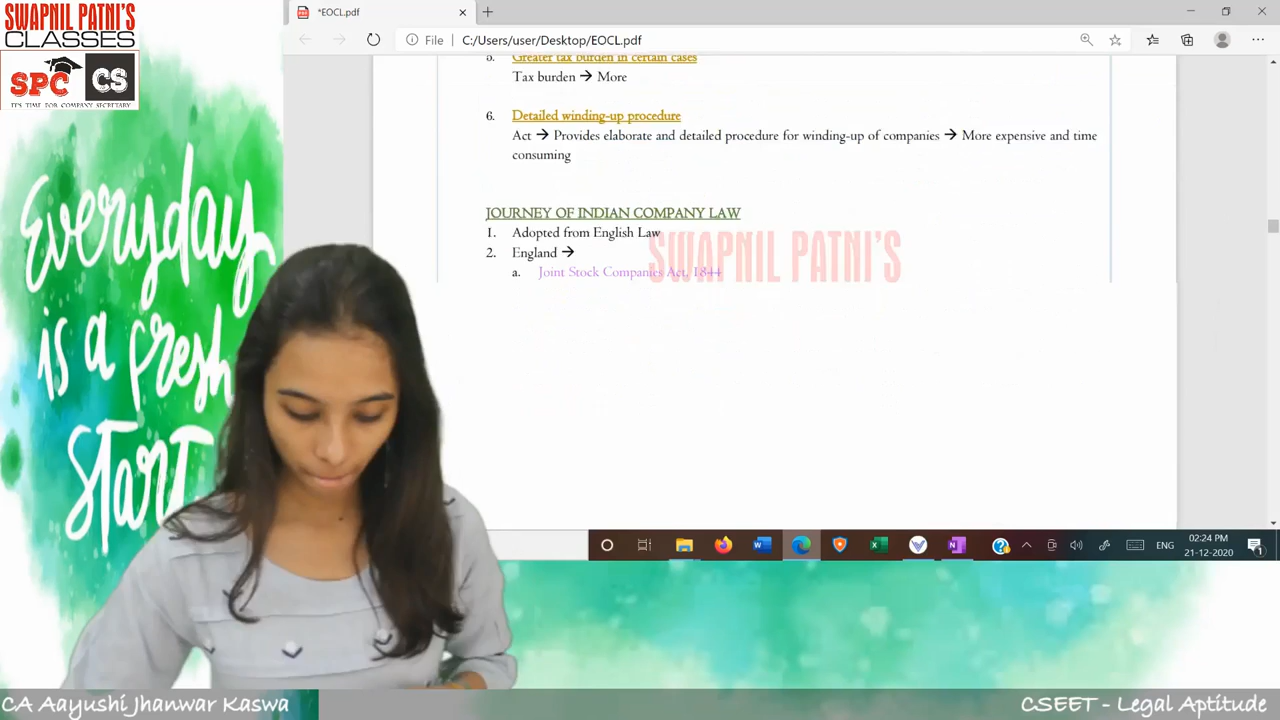 SWAPNIL PATNI'S
CLASSES
SPC CS
IT'S TIME FOR COMPANY SECRETARY
*EOCL.pdf
File C:/Users/user/Desktop/EOCL.pdf
5. Greater tax burden in certain cases
Tax burden → More
6. Detailed winding-up procedure
Act → Provides elaborate and detailed procedure for winding-up of companies → More expensive and time
consuming
JOURNEY OF INDIAN COMPANY LAW
1. Adopted from English Law
2. England →
a. Joint Stock Companies Act, 1844
SWAPNIL PATNI'S
Everyday
is a fresh
start
ENG
02:24 PM
21-12-2020
1
CA Aayushi Jhanwar Kaswa
CSEET - Legal Aptitude